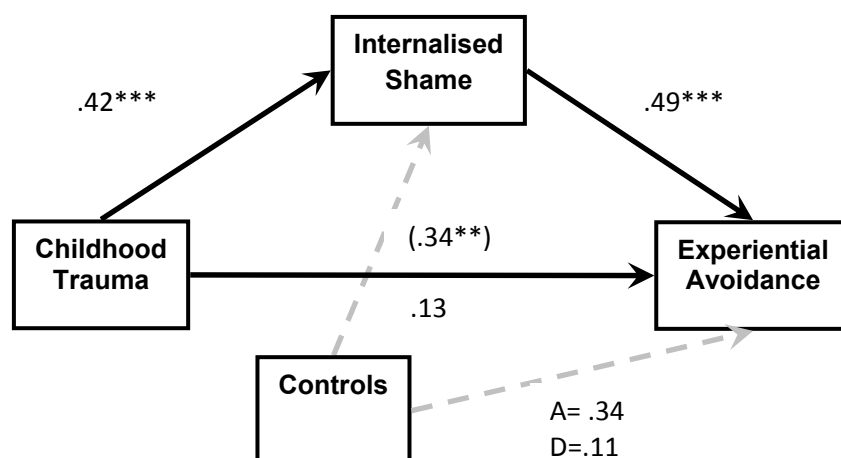 Internalised
Shame
.42***
.49***
Childhood
Trauma
(.34**)
Experiential
Avoidance
.13
Controls
A= .34
D=.11